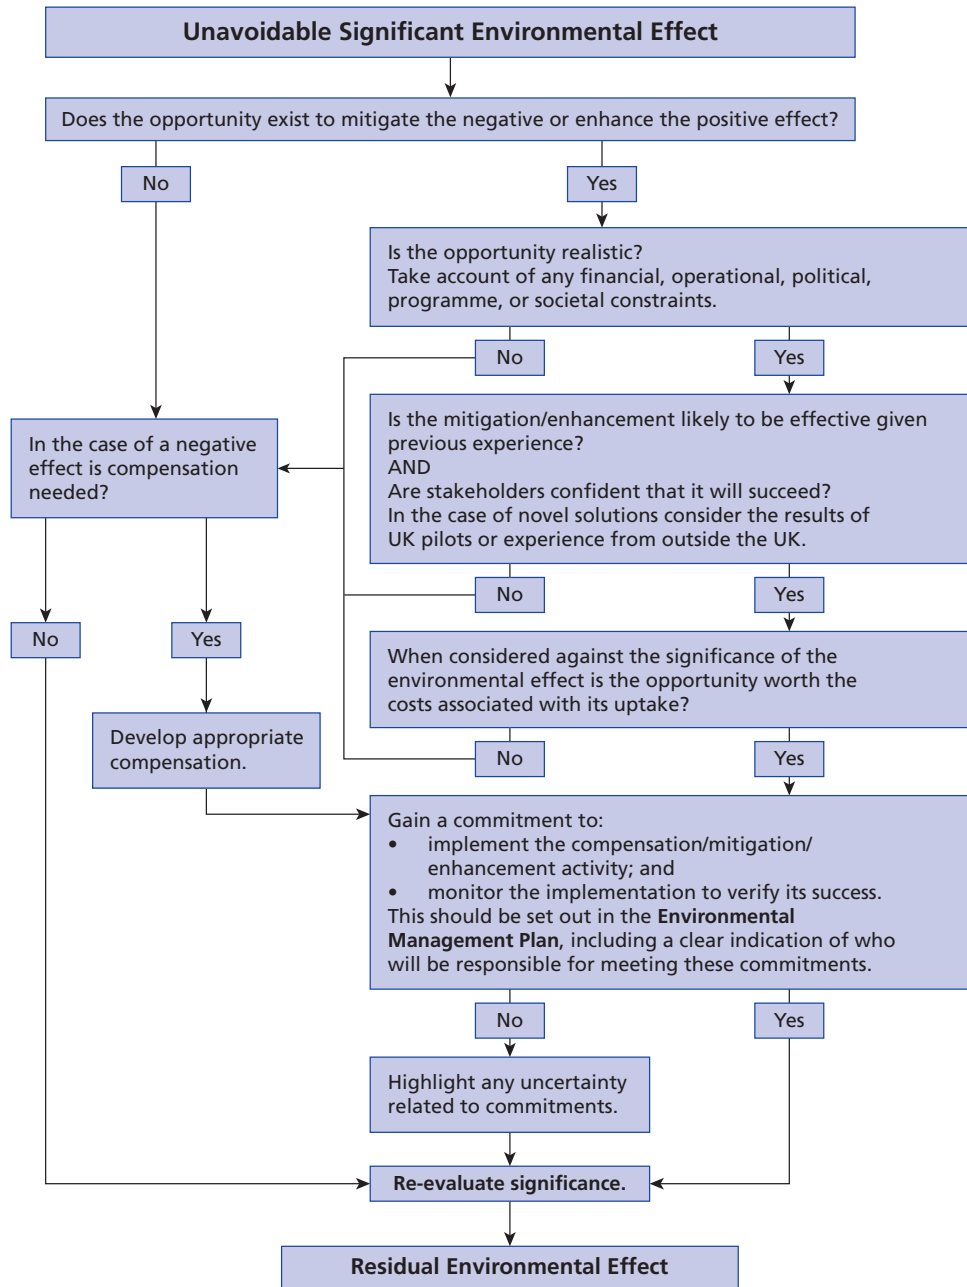 Unavoidable Significant Environmental Effect
Does the opportunity exist to mitigate the negative or enhance the positive effect?
No
Yes
Is the opportunity realistic?
Take account of any financial, operational, political,
programme, or societal constraints.
No
Yes
In the case of a negative
effect is compensation
needed?
Is the mitigation/enhancement likely to be effective given
previous experience?
AND
Are stakeholders confident that it will succeed?
In the case of novel solutions consider the results of
UK pilots or experience from outside the UK.
No
Yes
No
Yes
When considered against the significance of the
environmental effect is the opportunity worth the
costs associated with its uptake?
No
Yes
Develop appropriate
compensation.
Gain a commitment to:
• implement the compensation/mitigation/
enhancement activity; and
• monitor the implementation to verify its success.
This should be set out in the Environmental
Management Plan, including a clear indication of who
will be responsible for meeting these commitments.
No
Yes
Highlight any uncertainty
related to commitments.
Re-evaluate significance.
Residual Environmental Effect